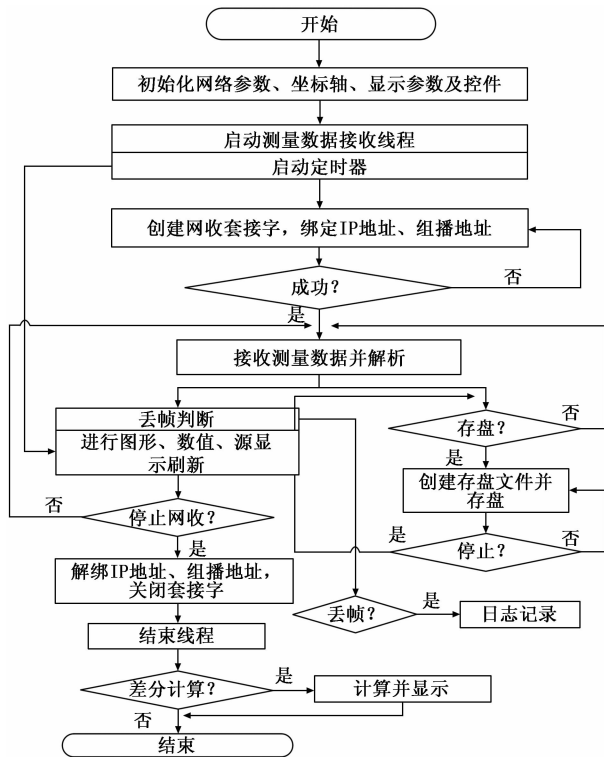 开始
初始化网络参数、坐标轴、显示参数及控件
启动测量数据接收线程
启动定时器
创建网收套接字，绑定IP地址、组播地址
成功？
否
是
接收测量数据并解析
丢帧判断
进行图形、数值、源显
示刷新
存盘？
否
是
创建存盘文件并
存盘
停止网收？
否
是
停止？
是
否
解绑IP地址、组播地址，
关闭套接字
丢帧？
是
日志记录
结束线程
差分计算？
是
计算并显示
否
结束